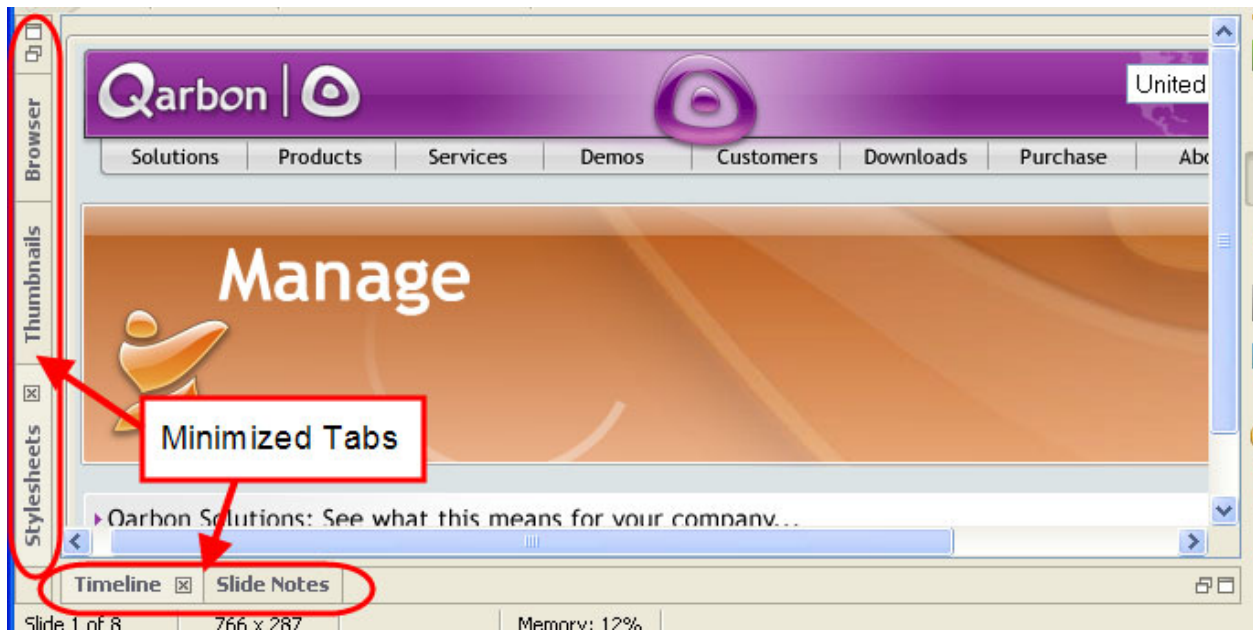 Qarbon
United
Solutions Products Services Demos Customers Downloads Purchase Abo
Browser
Thumbnails
Stylesheets
Manage
Minimized Tabs
Qarbon Solutions: See what this means for your company...
Timeline Slide Notes
Slide 1 of 8 766 x 287 Memory: 12%